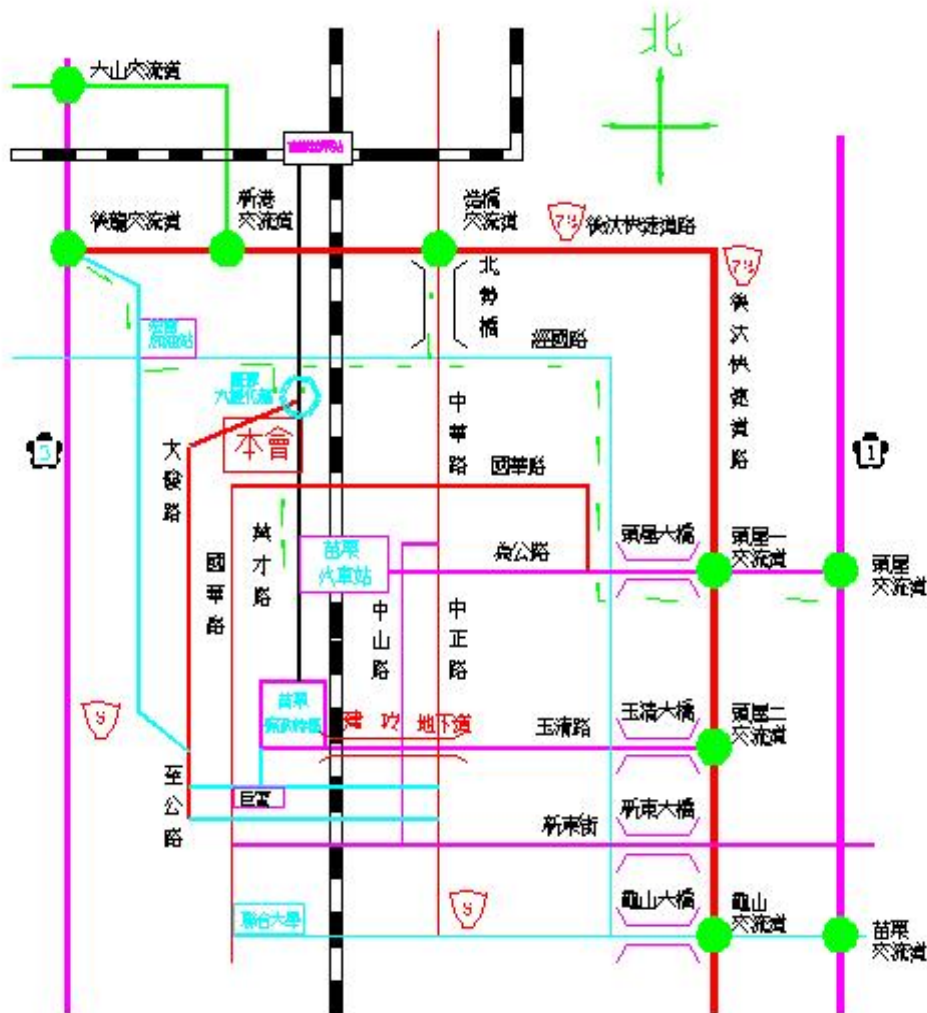 北
大山交流道
新港
交流道
造橋
交流道
後龍交流道
72
後汶快速道路
72
北勢橋
後汶快速道路
加油站
經國路
本會
中華路
3
1
大發路
國華路
國華路
英才路
苗栗
汽車站
為公路
頭屋大橋
頭屋一
交流道
頭屋
交流道
中山路
中正路
苗栗
建功 地下道
玉清路
玉清大橋
頭屋二
交流道
至公路
新東街
新東大橋
聯合大學
龜山大橋
龜山
交流道
苗栗
交流道